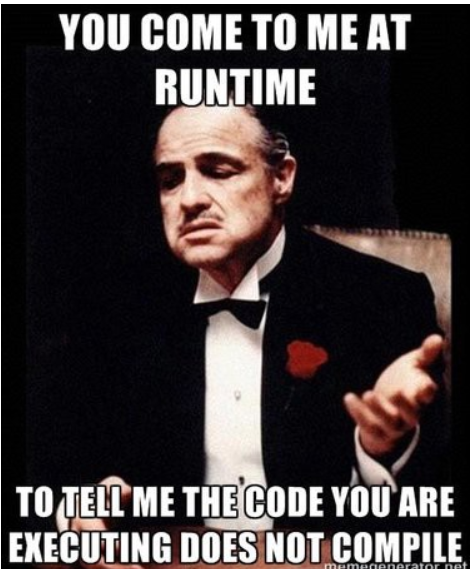 YOU COME TO ME AT
RUNTIME
TO TELL ME THE CODE YOU ARE
EXECUTING DOES NOT COMPILE
memegenerator.net